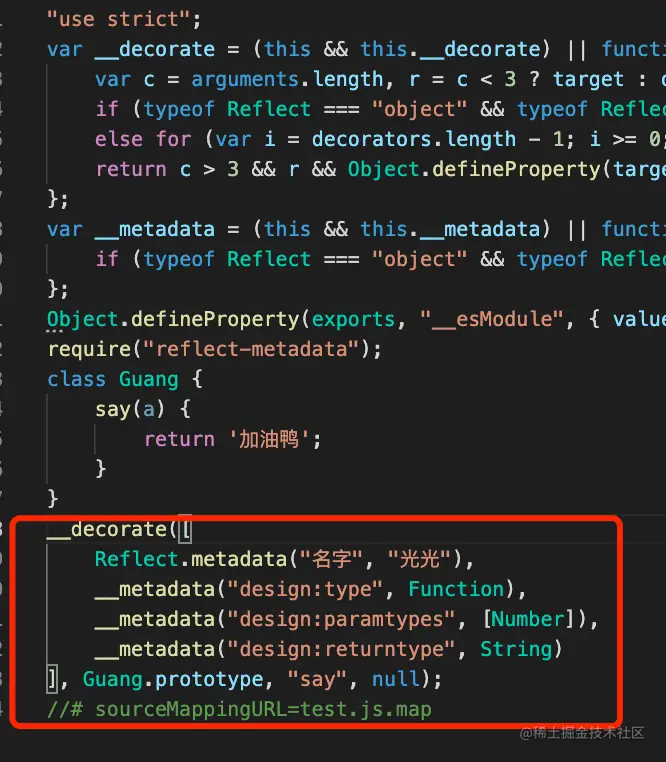 "use strict";
var __decorate = (this && this.__decorate) || functi
var c = arguments.length, r = c < 3 ? target :
if (typeof Reflect === "object" && typeof Reflec
else for (var i = decorators.length - 1; i >= 0;
return c > 3 && r && Object.defineProperty(targe
};
var __metadata = (this && this.__metadata) || functi
if (typeof Reflect === "object" && typeof Reflec
};
Object.defineProperty(exports, "__esModule", { value
require("reflect-metadata");
class Guang {
say(a) {
return '加油鸭';
}
}
__decorate([
Reflect.metadata("名字", "光光"),
__metadata("design:type", Function),
__metadata("design:paramtypes", [Number]),
__metadata("design:returntype", String)
], Guang.prototype, "say", null);
//# sourceMappingURL=test.js.map
@稀土掘金技术社区